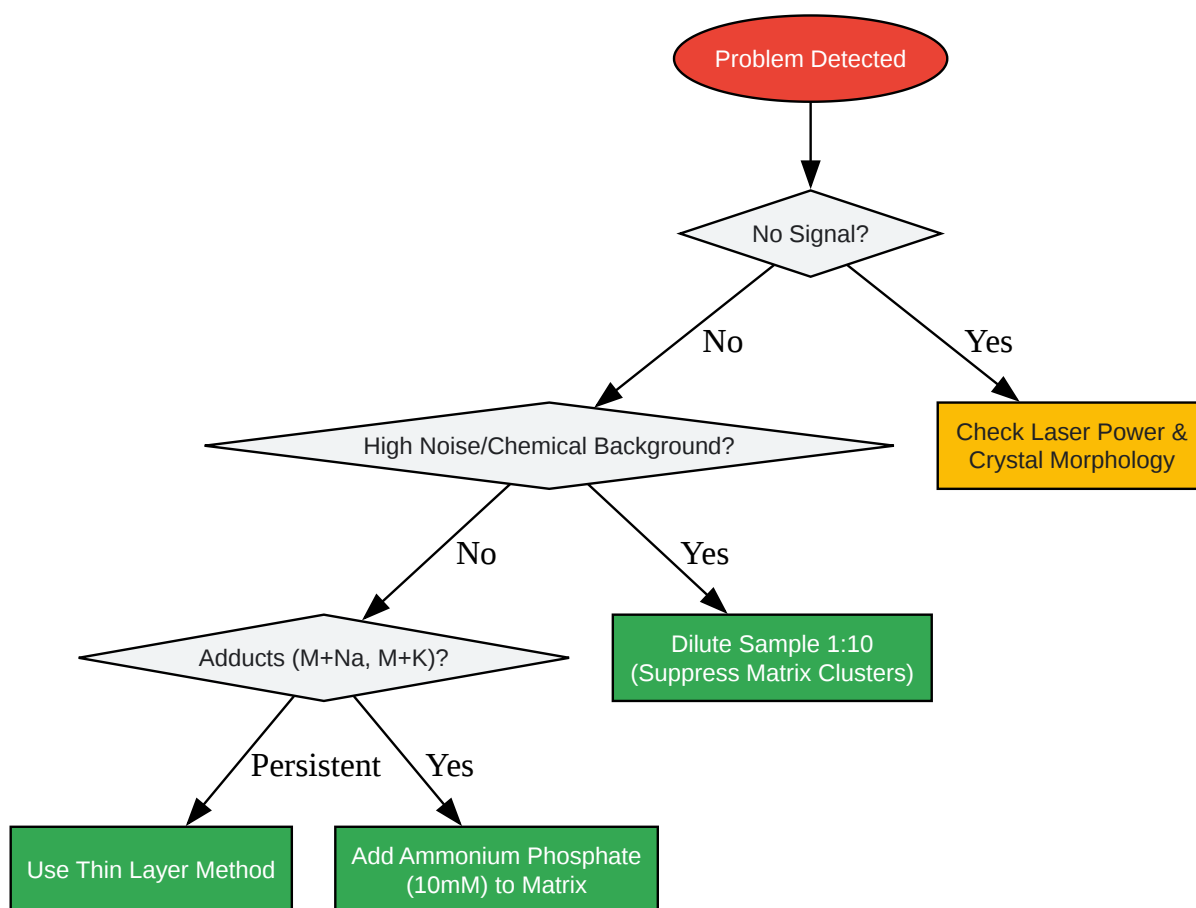 Problem Detected
No Signal?
No
Yes
High Noise/Chemical Background?
Check Laser Power &
Crystal Morphology
No
Yes
Adducts (M+Na, M+K)?
Dilute Sample 1:10
(Suppress Matrix Clusters)
Persistent
Yes
Use Thin Layer Method
Add Ammonium Phosphate
(10mM) to Matrix